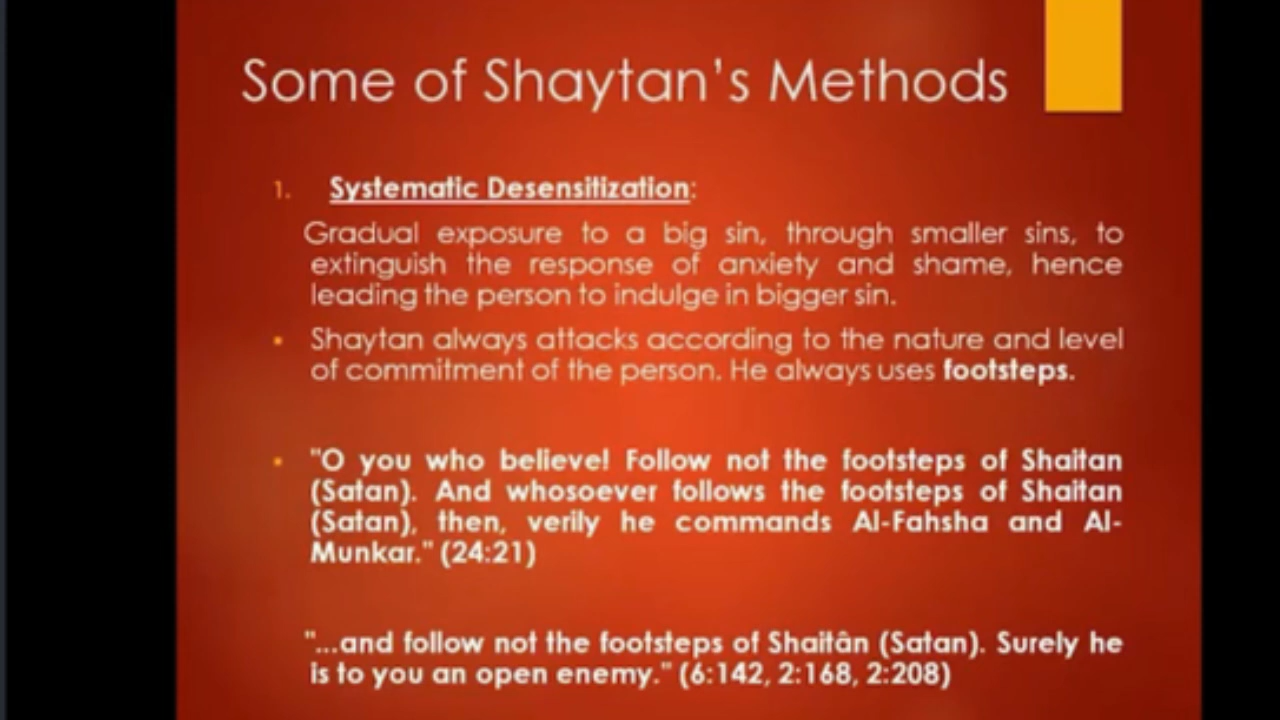 Some of Shaytan's Methods
1. Systematic Desensitization:
Gradual exposure to a big sin, through smaller sins, to
extinguish the response of anxiety and shame, hence
leading the person to indulge in bigger sin.
• Shaytan always attacks according to the nature and level
of commitment of the person. He always uses footsteps.
• "O you who believe! Follow not the footsteps of Shaitan
(Satan). And whosoever follows the footsteps of Shaitan
(Satan), then, verily he commands Al-Fahsha and Al-
Munkar." (24:21)
"...and follow not the footsteps of Shaitân (Satan). Surely he
is to you an open enemy." (6:142, 2:168, 2:208)